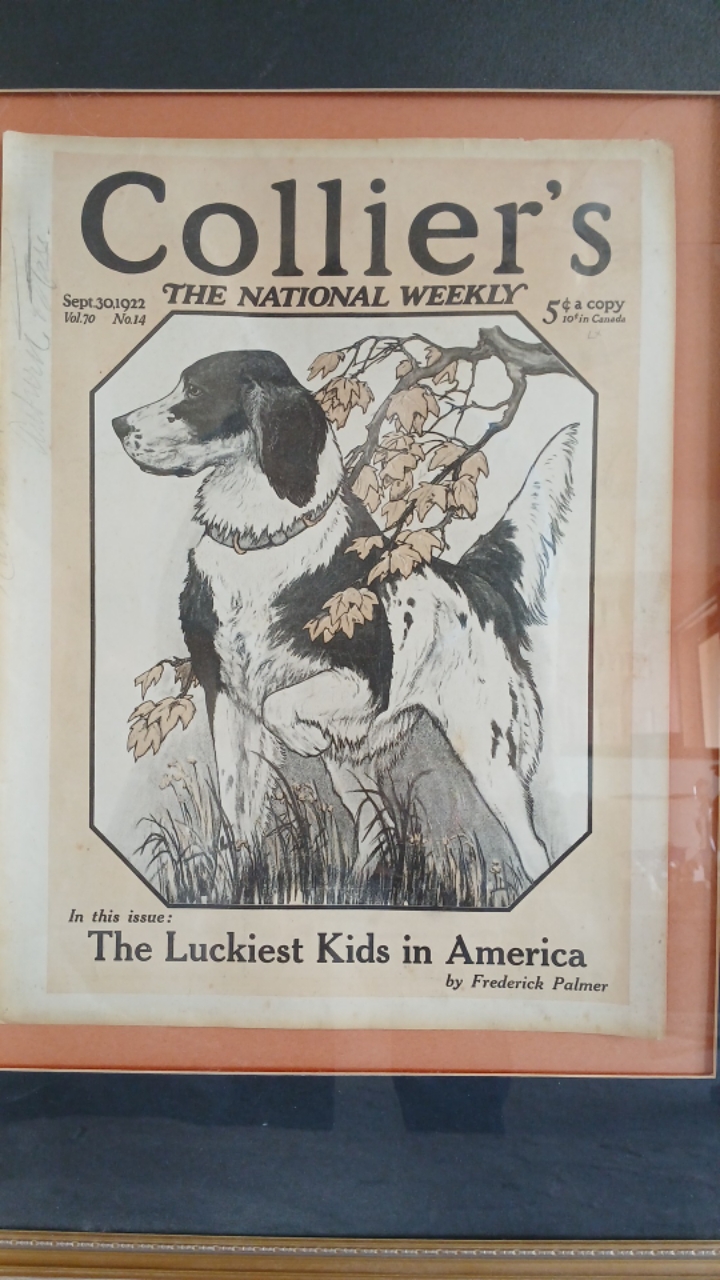 Collier's
THE NATIONAL WEEKLY
Sept.30,1922
Vol.70 No.14
5¢ a copy
10¢ in Canada
In this issue:
The Luckiest Kids in America
by Frederick Palmer